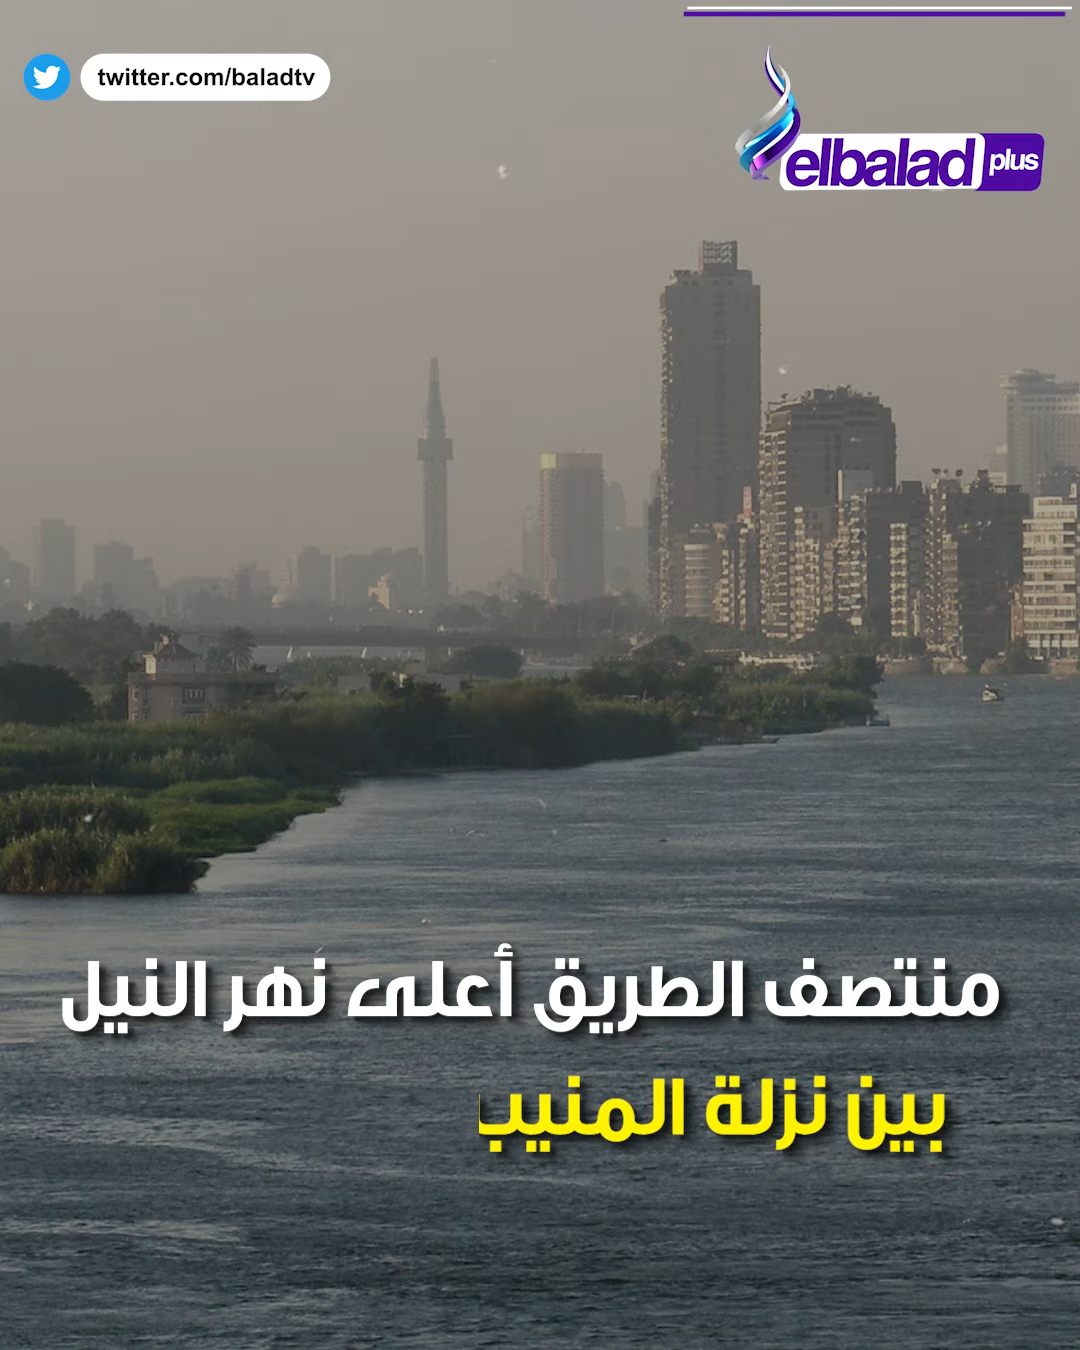 twitter.com/baladtv
elbalad plus
منتصف الطريق أعلى نهر النيل
بين نزلة المنيب